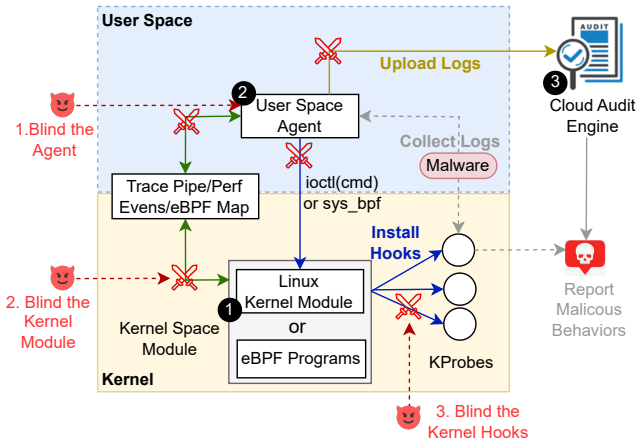 User Space
AUDIT
Upload Logs
3
2
Cloud Audit
Engine
User Space
Agent
1.Blind the
Agent
Collect Logs
Malware
Trace Pipe/Perf
Evens/eBPF Map
ioctl(cmd)
or sys_bpf
Install
Hooks
Linux
Kernel Module
1
or
eBPF Programs
2. Blind the
Kernel
Module
Kernel Space
Module
Report
Malicous
Behaviors
KProbes
Kernel
3. Blind the
Kernel Hooks